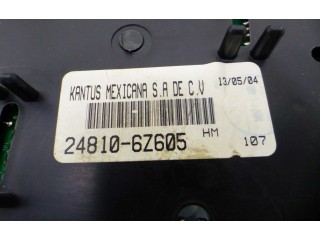 KANTUS MEXICANA S.A DE C.V
13/05/04
24810-6Z605
HM
107